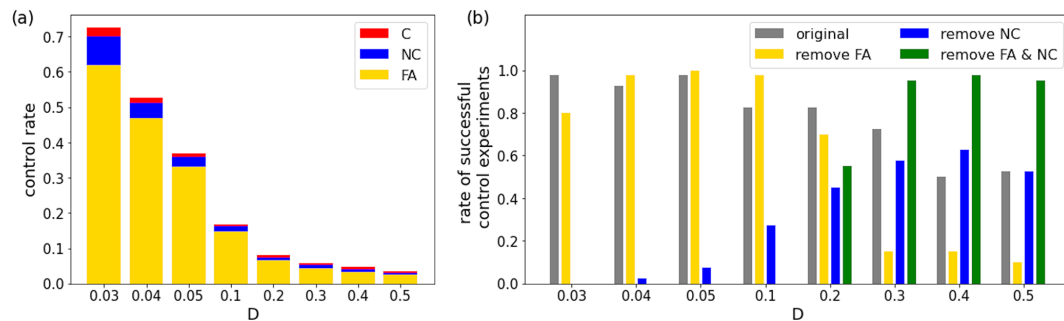 (a)
control rate
0.7
0.6
0.5
0.4
0.3
0.2
0.1
0.0
C
NC
FA
0.03 0.04 0.05 0.1 0.2 0.3 0.4 0.5
D
(b)
rate of successful
control experiments
1.0
0.8
0.6
0.4
0.2
0.0
original
remove FA
remove NC
remove FA & NC
0.03 0.04 0.05 0.1 0.2 0.3 0.4 0.5
D